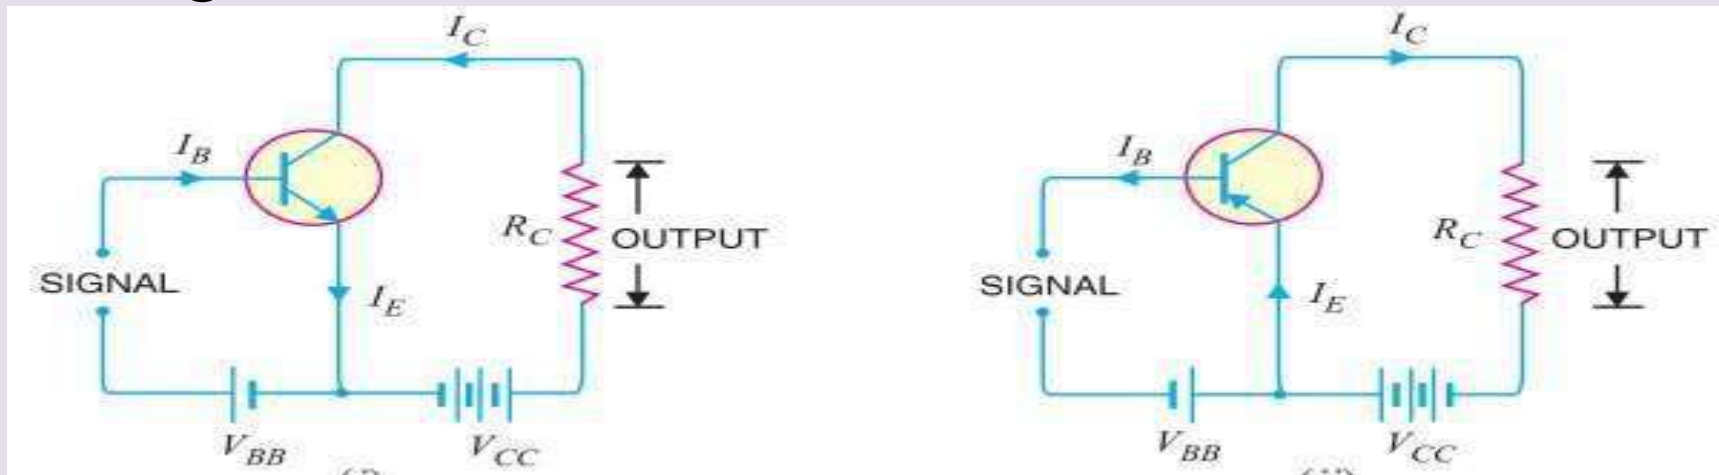 I_C
I_B
R_C
OUTPUT
SIGNAL
I_E
V_BB
V_CC
I_C
I_B
R_C
OUTPUT
SIGNAL
I_E
V_BB
V_CC